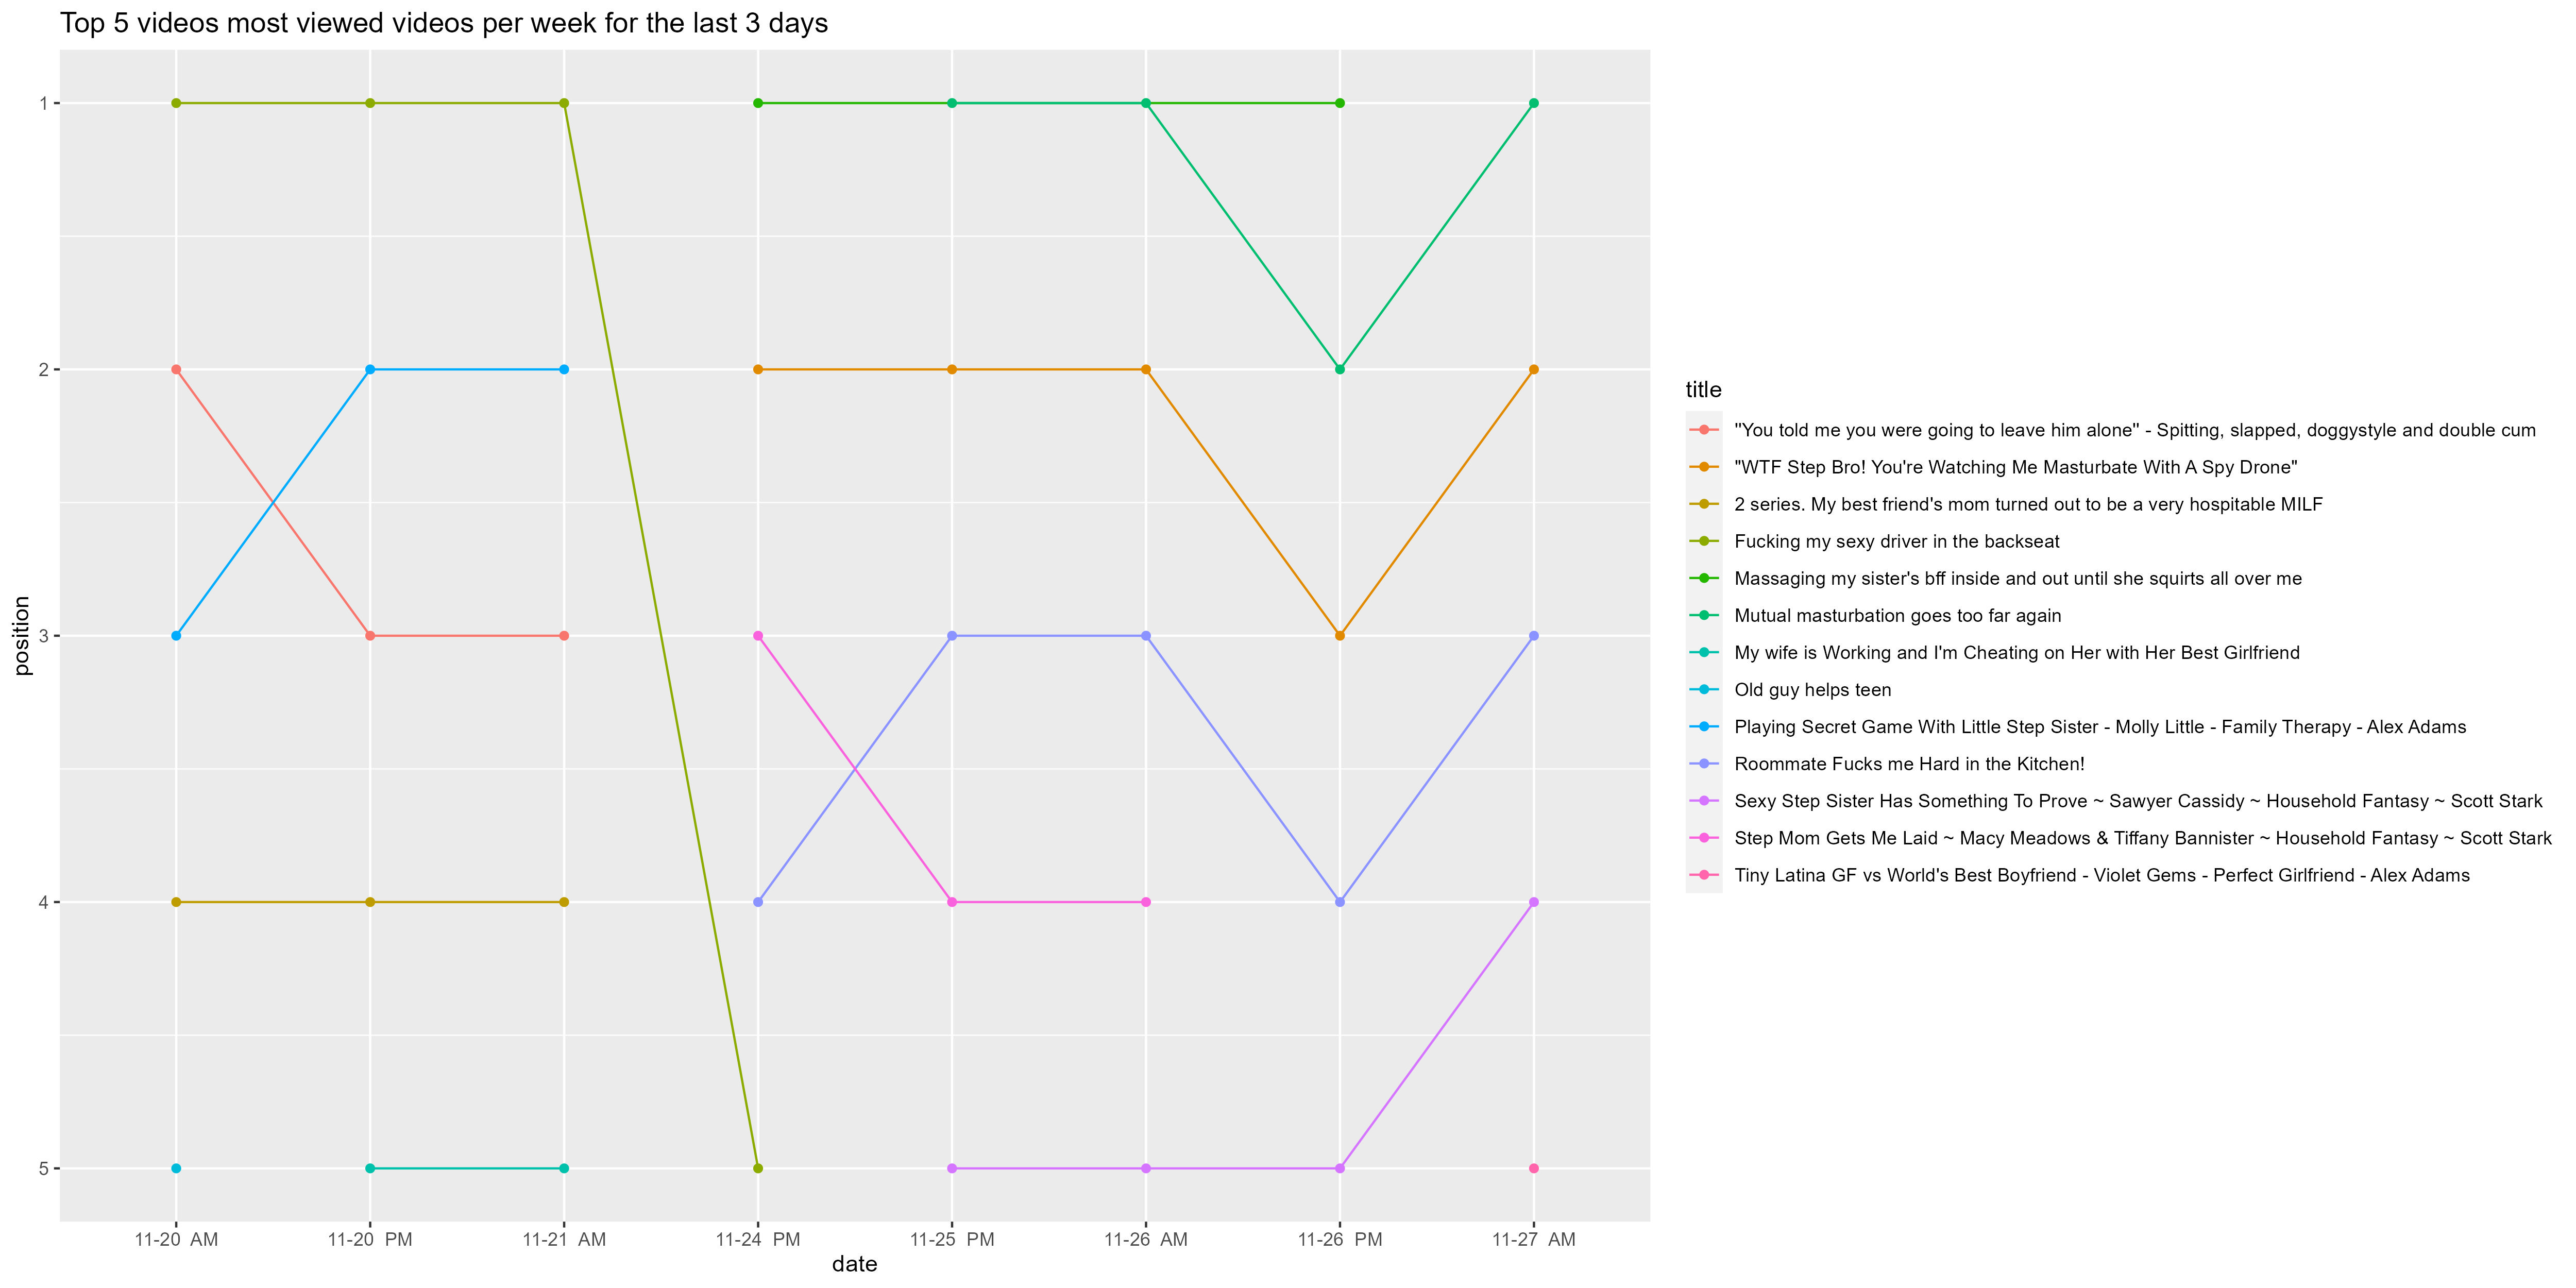 Top 5 videos most viewed videos per week for the last 3 days
position
1
2
3
4
5
11-20 AM
11-20 PM
11-21 AM
11-24 PM
11-25 PM
11-26 AM
11-26 PM
11-27 AM
date
title
"You told me you were going to leave him alone" - Spitting, slapped, doggystyle and double cum
"WTF Step Bro! You're Watching Me Masturbate With A Spy Drone"
2 series. My best friend's mom turned out to be a very hospitable MILF
Fucking my sexy driver in the backseat
Massaging my sister's bff inside and out until she squirts all over me
Mutual masturbation goes too far again
My wife is Working and I'm Cheating on Her with Her Best Girlfriend
Old guy helps teen
Playing Secret Game With Little Step Sister - Molly Little - Family Therapy - Alex Adams
Roommate Fucks me Hard in the Kitchen!
Sexy Step Sister Has Something To Prove ~ Sawyer Cassidy ~ Household Fantasy ~ Scott Stark
Step Mom Gets Me Laid ~ Macy Meadows & Tiffany Bannister ~ Household Fantasy ~ Scott Stark
Tiny Latina GF vs World's Best Boyfriend - Violet Gems - Perfect Girlfriend - Alex Adams